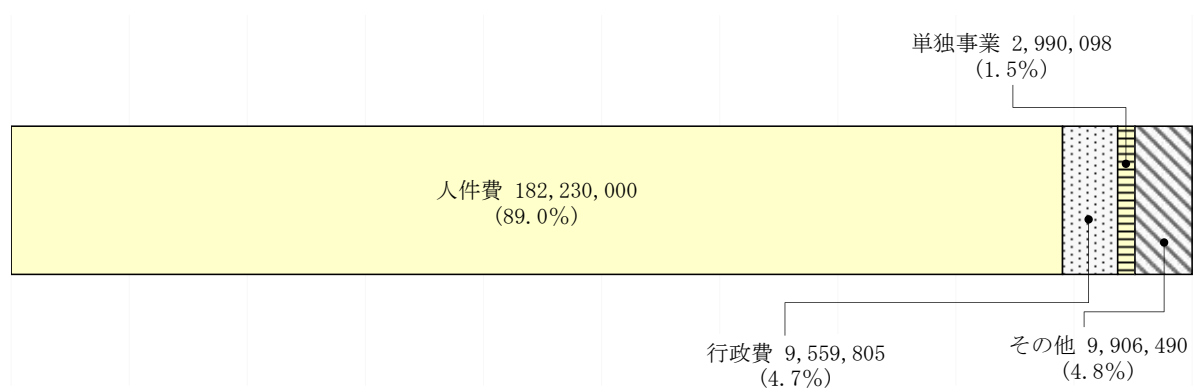 単独事業 2,990,098
(1.5%)
人件費 182,230,000
(89.0%)
行政費 9,559,805
(4.7%)
その他 9,906,490
(4.8%)